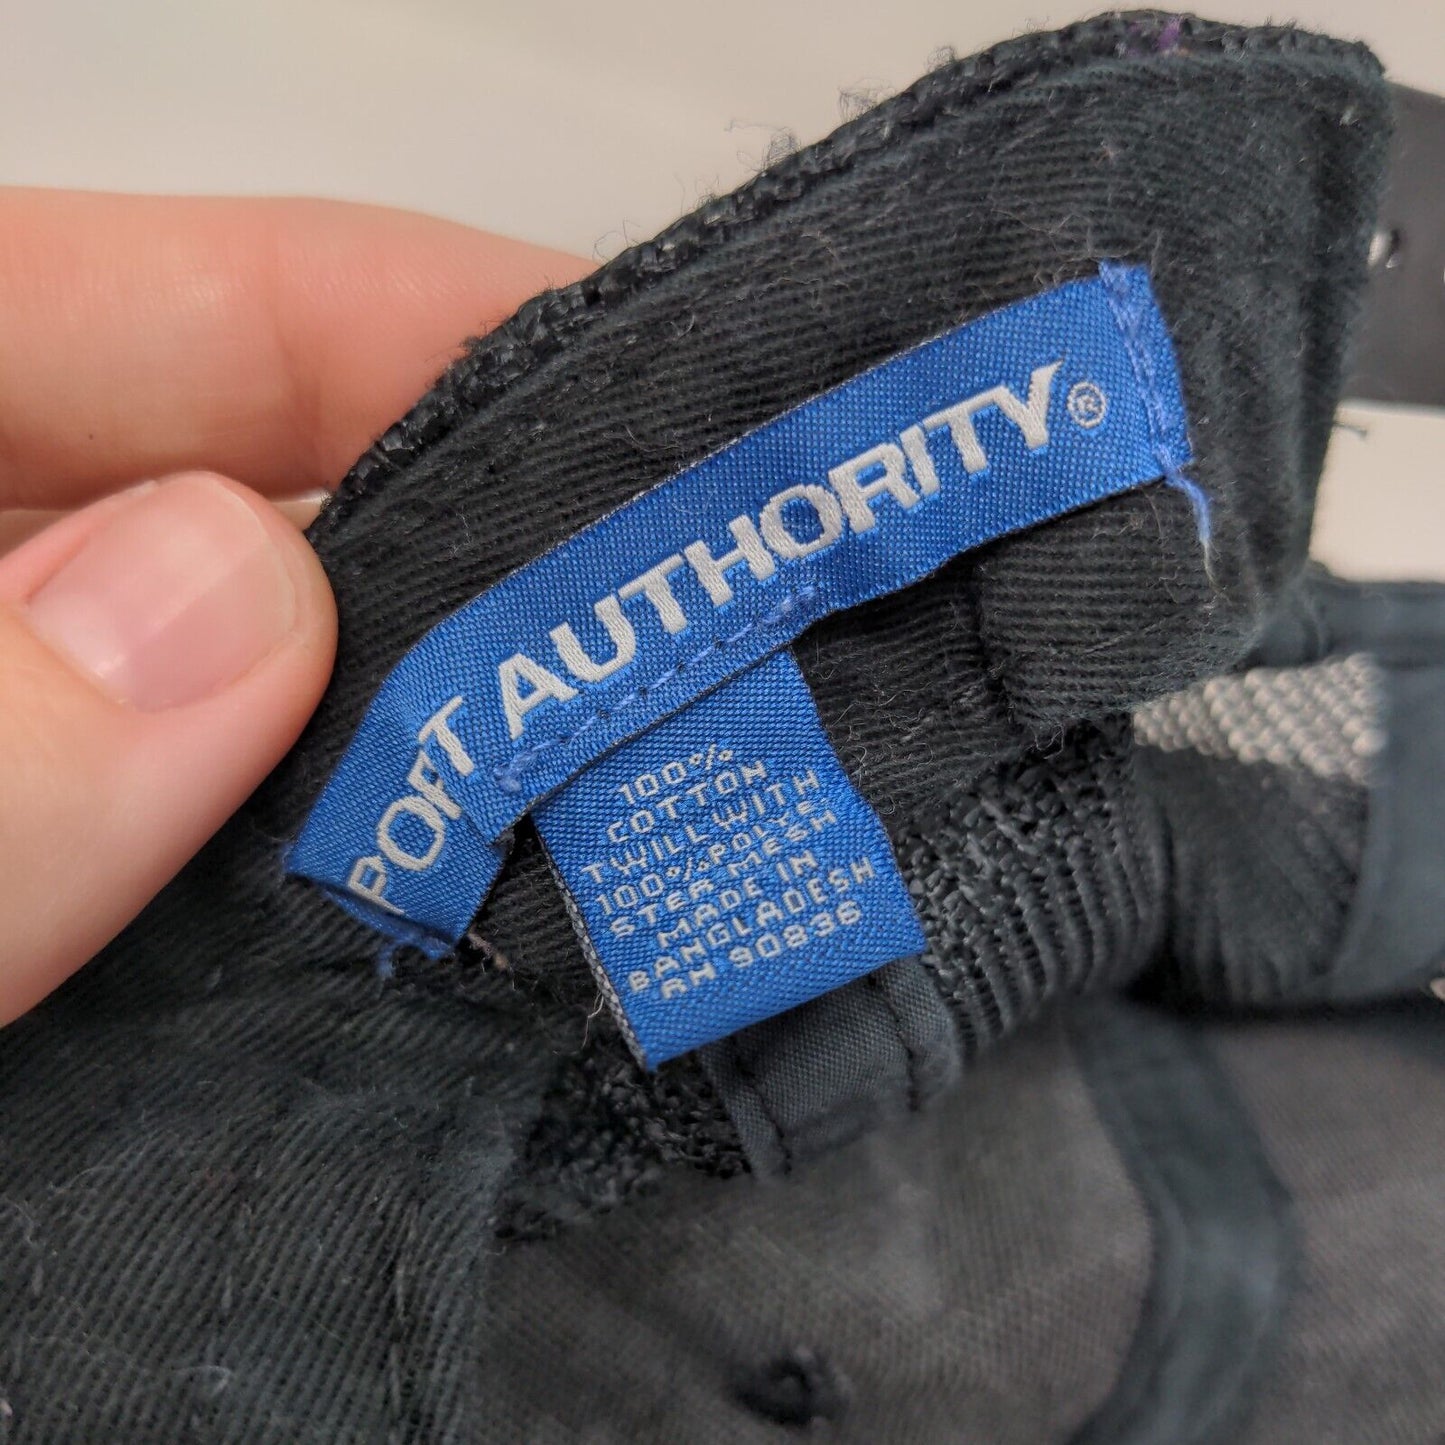 PORT AUTHORITY®
100%
COTTON
TWILL WITH
100% POLYE
STER MESH
MADE IN
BANGLADESH
RN 90836